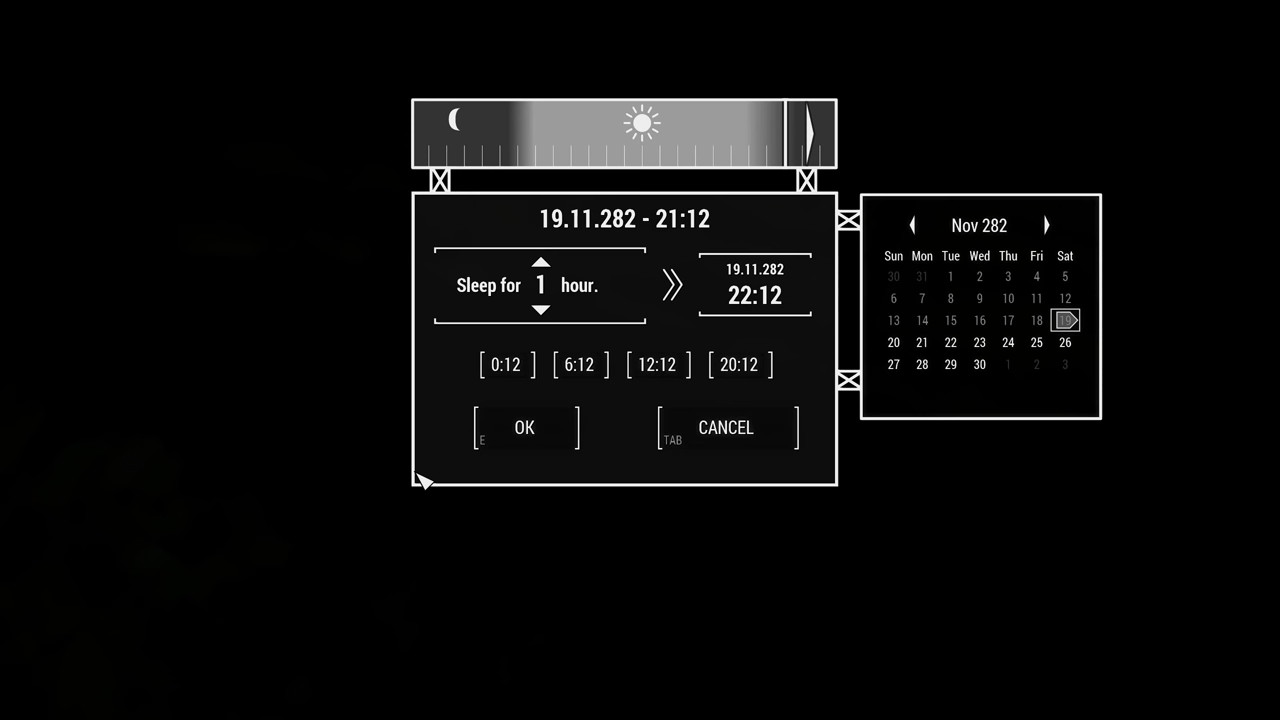 19.11.282 - 21:12
Sleep for 1 hour.
19.11.282
22:12
0:12 6:12 12:12 20:12
OK
E
CANCEL
TAB
Nov 282
Sun Mon Tue Wed Thu Fri Sat
30 31 1 2 3 4 5
6 7 8 9 10 11 12
13 14 15 16 17 18 19
20 21 22 23 24 25 26
27 28 29 30 1 2 3